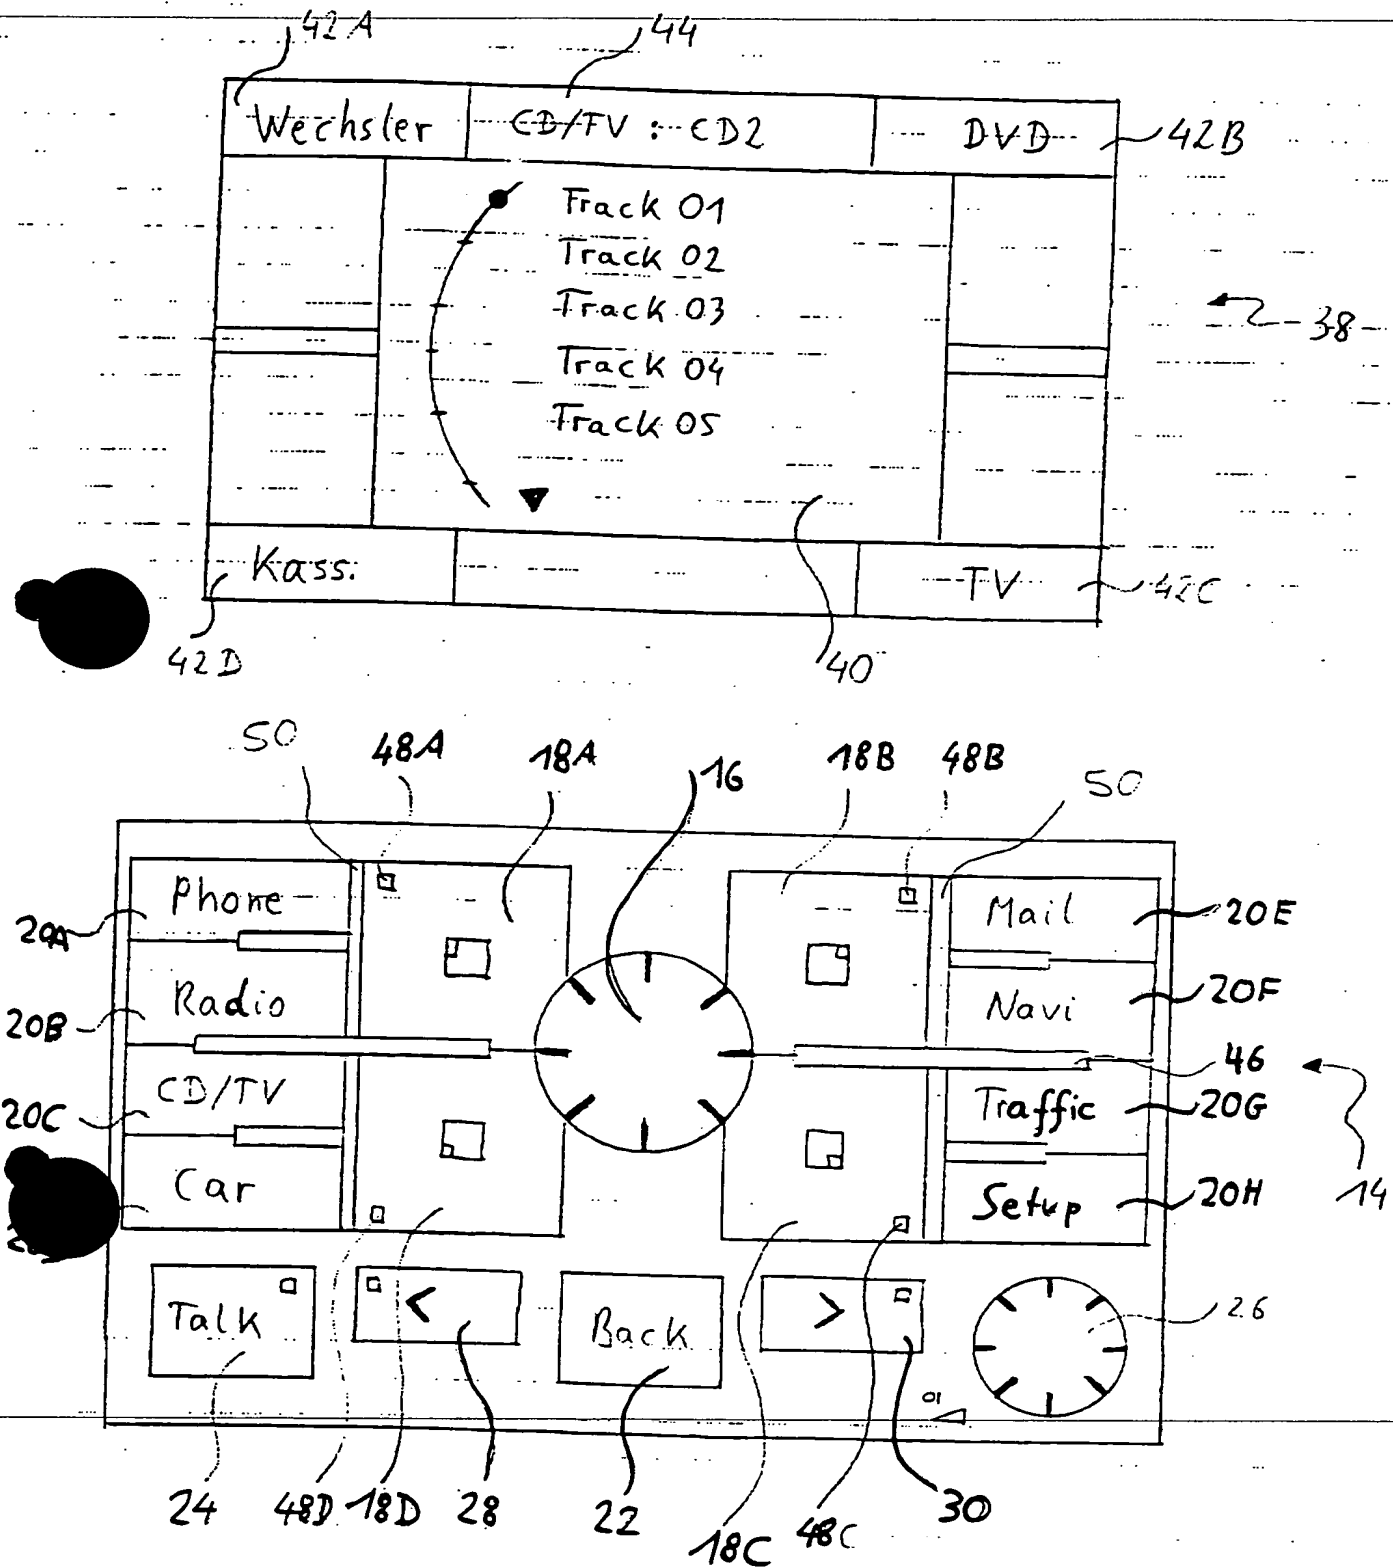 42A 44
Wechsler CD/TV : CD2 DVD 42B
Track 01
Track 02
Track 03 38
Track 04
Track 05
Kass. TV 42C
42D 40
50 48A 18A 16 18B 48B 50
Phone Mail
20A 20E
Radio Navi 20F
20B 46
CD/TV Traffic
20C 20G
Car Setup 20H 14
Talk < Back > 26
01
24 48D 18D 28 22 18C 48C 30